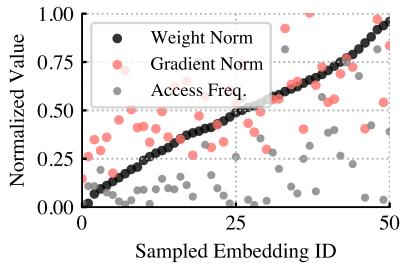 Normalized Value
1.00
0.75
0.50
0.25
0.00
Weight Norm
Gradient Norm
Access Freq.
0
25
50
Sampled Embedding ID